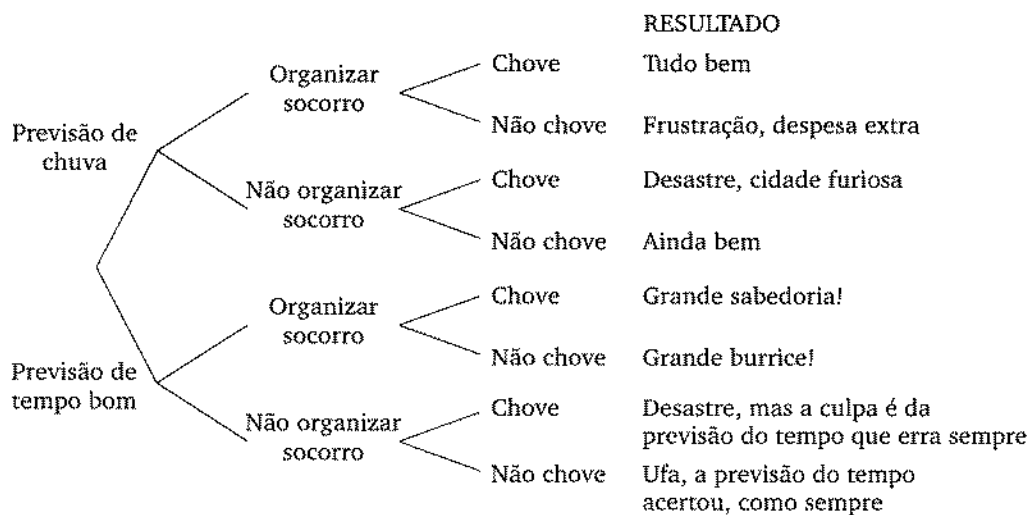 RESULTADO
Previsão de
chuva
Organizar
socorro
Chove
Tudo bem
Não chove
Frustração, despesa extra
Não organizar
socorro
Chove
Desastre, cidade furiosa
Não chove
Ainda bem
Previsão de
tempo bom
Organizar
socorro
Chove
Grande sabedoria!
Não chove
Grande burrice!
Não organizar
socorro
Chove
Desastre, mas a culpa é da
previsão do tempo que erra sempre
Não chove
Ufa, a previsão do tempo
acertou, como sempre